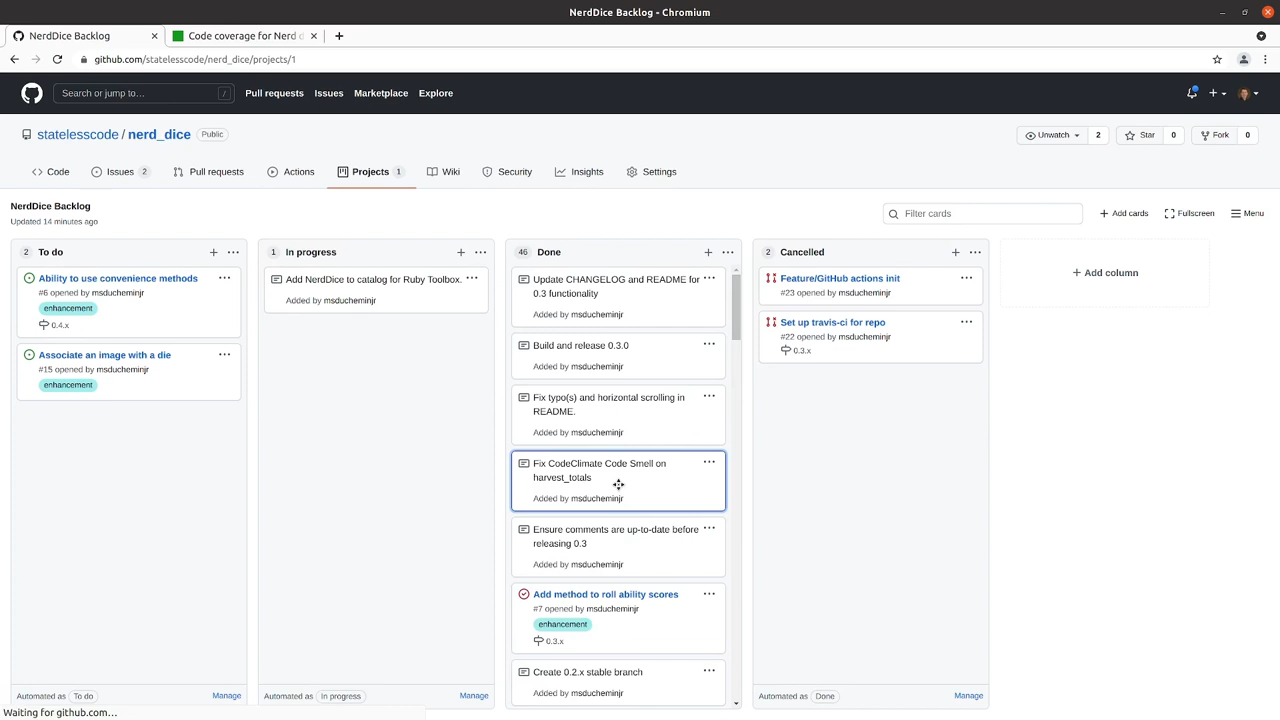 NerdDice Backlog - Chromium
NerdDice Backlog
Code coverage for Nerd d
github.com/statelesscode/nerd_dice/projects/1
Search or jump to… /
Pull requests
Issues
Marketplace
Explore
statelesscode / nerd_dice
Public
Unwatch 2
Star 0
Fork 0
Code
Issues 2
Pull requests
Actions
Projects 1
Wiki
Security
Insights
Settings
NerdDice Backlog
Updated 14 minutes ago
Filter cards
Add cards
Fullscreen
Menu
2 To do
Ability to use convenience methods
#6 opened by msducheminjr
enhancement
0.4.x
Associate an image with a die
#15 opened by msducheminjr
enhancement
Automated as To do
Manage
1 In progress
Add NerdDice to catalog for Ruby Toolbox.
Added by msducheminjr
Automated as In progress
Manage
46 Done
Update CHANGELOG and README for
0.3 functionality
Added by msducheminjr
Build and release 0.3.0
Added by msducheminjr
Fix typo(s) and horizontal scrolling in
README.
Added by msducheminjr
Fix CodeClimate Code Smell on
harvest_totals
Added by msducheminjr
Ensure comments are up-to-date before
releasing 0.3
Added by msducheminjr
Add method to roll ability scores
#7 opened by msducheminjr
enhancement
0.3.x
Create 0.2.x stable branch
Added by msducheminjr
2 Cancelled
Feature/GitHub actions init
#23 opened by msducheminjr
Set up travis-ci for repo
#22 opened by msducheminjr
0.3.x
Automated as Done
Manage
Add column
Waiting for github.com…